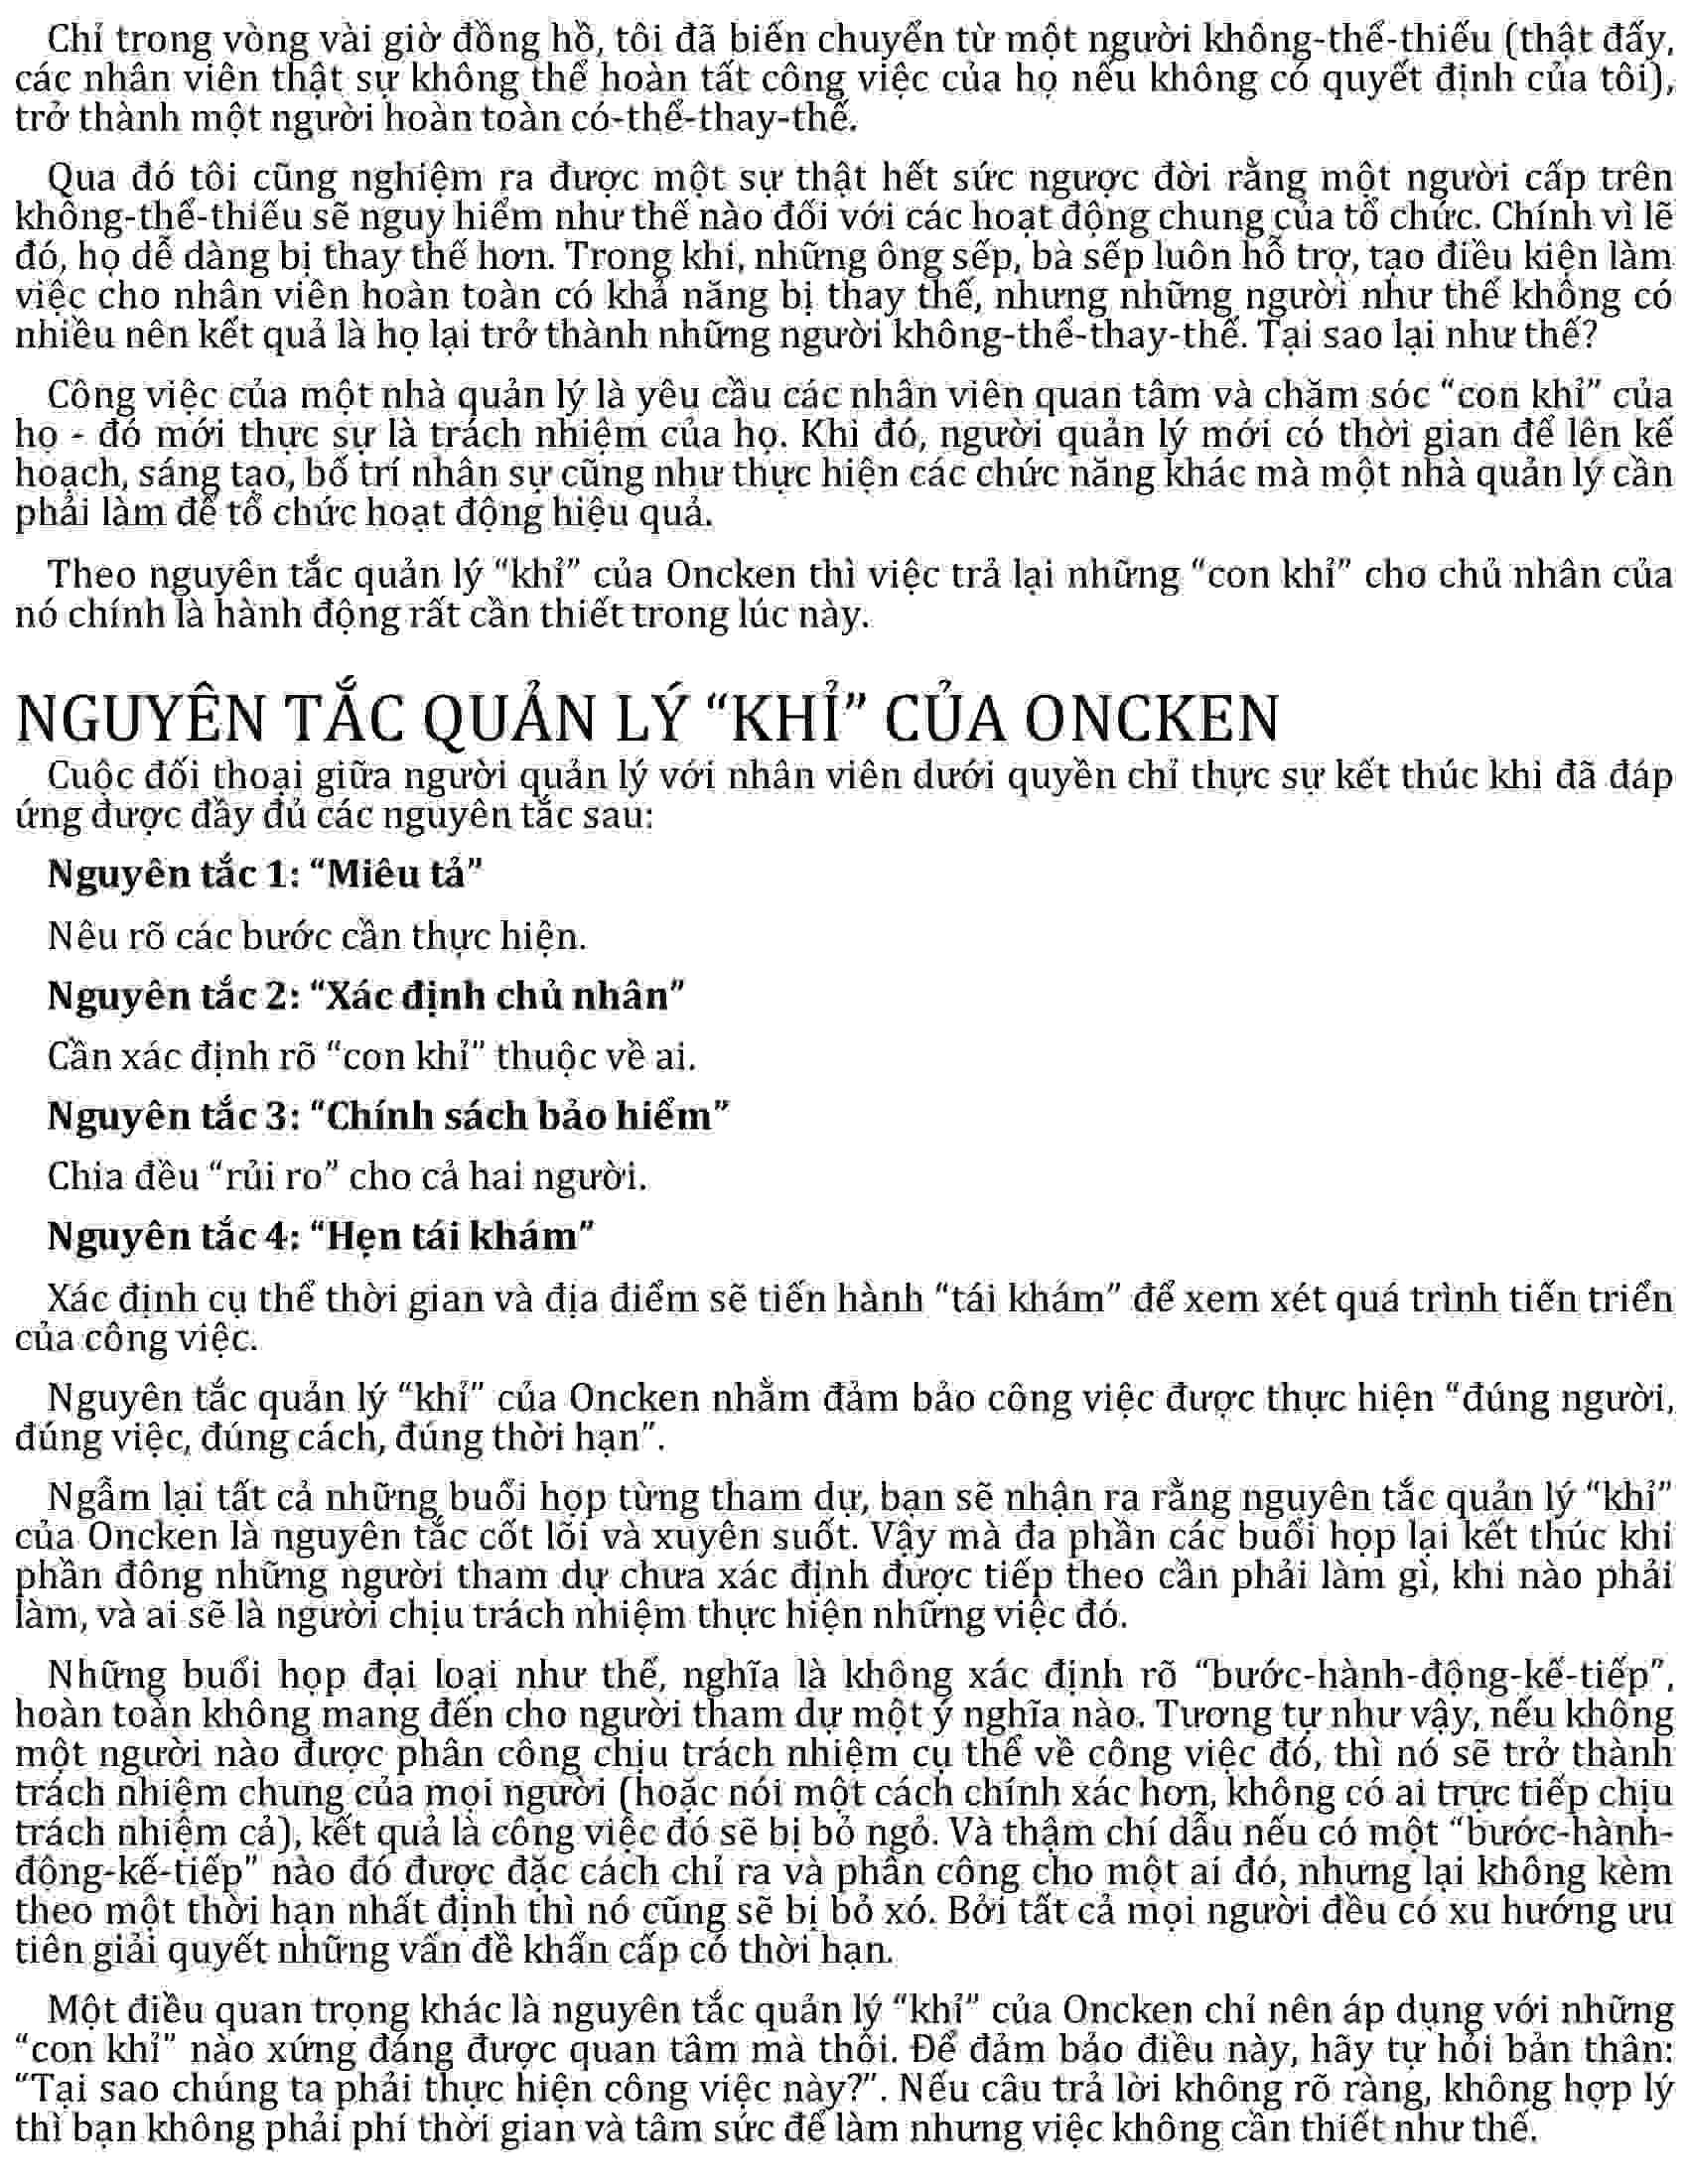 Chỉ trong vòng vài giờ đồng hồ, tôi đã biến chuyển từ một người không-thể-thiếu (thật đấy,
các nhân viên thật sự không thể hoàn tất công việc của họ nếu không có quyết định của tôi),
trở thành một người hoàn toàn có-thể-thay-thế.
Qua đó tôi cũng nghiệm ra được một sự thật hết sức ngược đời rằng một người cấp trên
không-thể-thiếu sẽ nguy hiểm như thế nào đối với các hoạt động chung của tổ chức. Chính vì lẽ
đó, họ dễ dàng bị thay thế hơn. Trong khi, những ông sếp, bà sếp luôn hỗ trợ, tạo điều kiện làm
việc cho nhân viên hoàn toàn có khả năng bị thay thế, nhưng những người như thế không có
nhiều nên kết quả là họ lại trở thành những người không-thể-thay-thế. Tại sao lại như thế?
Công việc của một nhà quản lý là yêu cầu các nhân viên quan tâm và chăm sóc “con khỉ” của
họ - đó mới thực sự là trách nhiệm của họ. Khi đó, người quản lý mới có thời gian để lên kế
hoạch, sáng tạo, bố trí nhân sự cũng như thực hiện các chức năng khác mà một nhà quản lý cần
phải làm để tổ chức hoạt động hiệu quả.
Theo nguyên tắc quản lý “khỉ” của Oncken thì việc trả lại những “con khỉ” cho chủ nhân của
nó chính là hành động rất cần thiết trong lúc này.
NGUYÊN TẮC QUẢN LÝ “KHỈ” CỦA ONCKEN
Cuộc đối thoại giữa người quản lý với nhân viên dưới quyền chỉ thực sự kết thúc khi đã đáp
ứng được đầy đủ các nguyên tắc sau:
Nguyên tắc 1: “Miêu tả”
Nêu rõ các bước cần thực hiện.
Nguyên tắc 2: “Xác định chủ nhân”
Cần xác định rõ “con khỉ” thuộc về ai.
Nguyên tắc 3: “Chính sách bảo hiểm”
Chia đều “rủi ro” cho cả hai người.
Nguyên tắc 4: “Hẹn tái khám”
Xác định cụ thể thời gian và địa điểm sẽ tiến hành “tái khám” để xem xét quá trình tiến triển
của công việc.
Nguyên tắc quản lý “khỉ” của Oncken nhằm đảm bảo công việc được thực hiện “đúng người,
đúng việc, đúng cách, đúng thời hạn”.
Ngẫm lại tất cả những buổi họp từng tham dự, bạn sẽ nhận ra rằng nguyên tắc quản lý “khỉ”
của Oncken là nguyên tắc cốt lõi và xuyên suốt. Vậy mà đa phần các buổi họp lại kết thúc khi
phần đông những người tham dự chưa xác định được tiếp theo cần phải làm gì, khi nào phải
làm, và ai sẽ là người chịu trách nhiệm thực hiện những việc đó.
Những buổi họp đại loại như thế, nghĩa là không xác định rõ “bước-hành-động-kế-tiếp”,
hoàn toàn không mang đến cho người tham dự một ý nghĩa nào. Tương tự như vậy, nếu không
một người nào được phân công chịu trách nhiệm cụ thể về công việc đó, thì nó sẽ trở thành
trách nhiệm chung của mọi người (hoặc nói một cách chính xác hơn, không có ai trực tiếp chịu
trách nhiệm cả), kết quả là công việc đó sẽ bị bỏ ngỏ. Và thậm chí dẫu nếu có một “bước-hành-
động-kế-tiếp” nào đó được đặc cách chỉ ra và phân công cho một ai đó, nhưng lại không kèm
theo một thời hạn nhất định thì nó cũng sẽ bị bỏ xó. Bởi tất cả mọi người đều có xu hướng ưu
tiên giải quyết những vấn đề khẩn cấp có thời hạn.
Một điều quan trọng khác là nguyên tắc quản lý “khỉ” của Oncken chỉ nên áp dụng với những
“con khỉ” nào xứng đáng được quan tâm mà thôi. Để đảm bảo điều này, hãy tự hỏi bản thân:
“Tại sao chúng ta phải thực hiện công việc này?”. Nếu câu trả lời không rõ ràng, không hợp lý
thì bạn không phải phí thời gian và tâm sức để làm nhưng việc không cần thiết như thế.